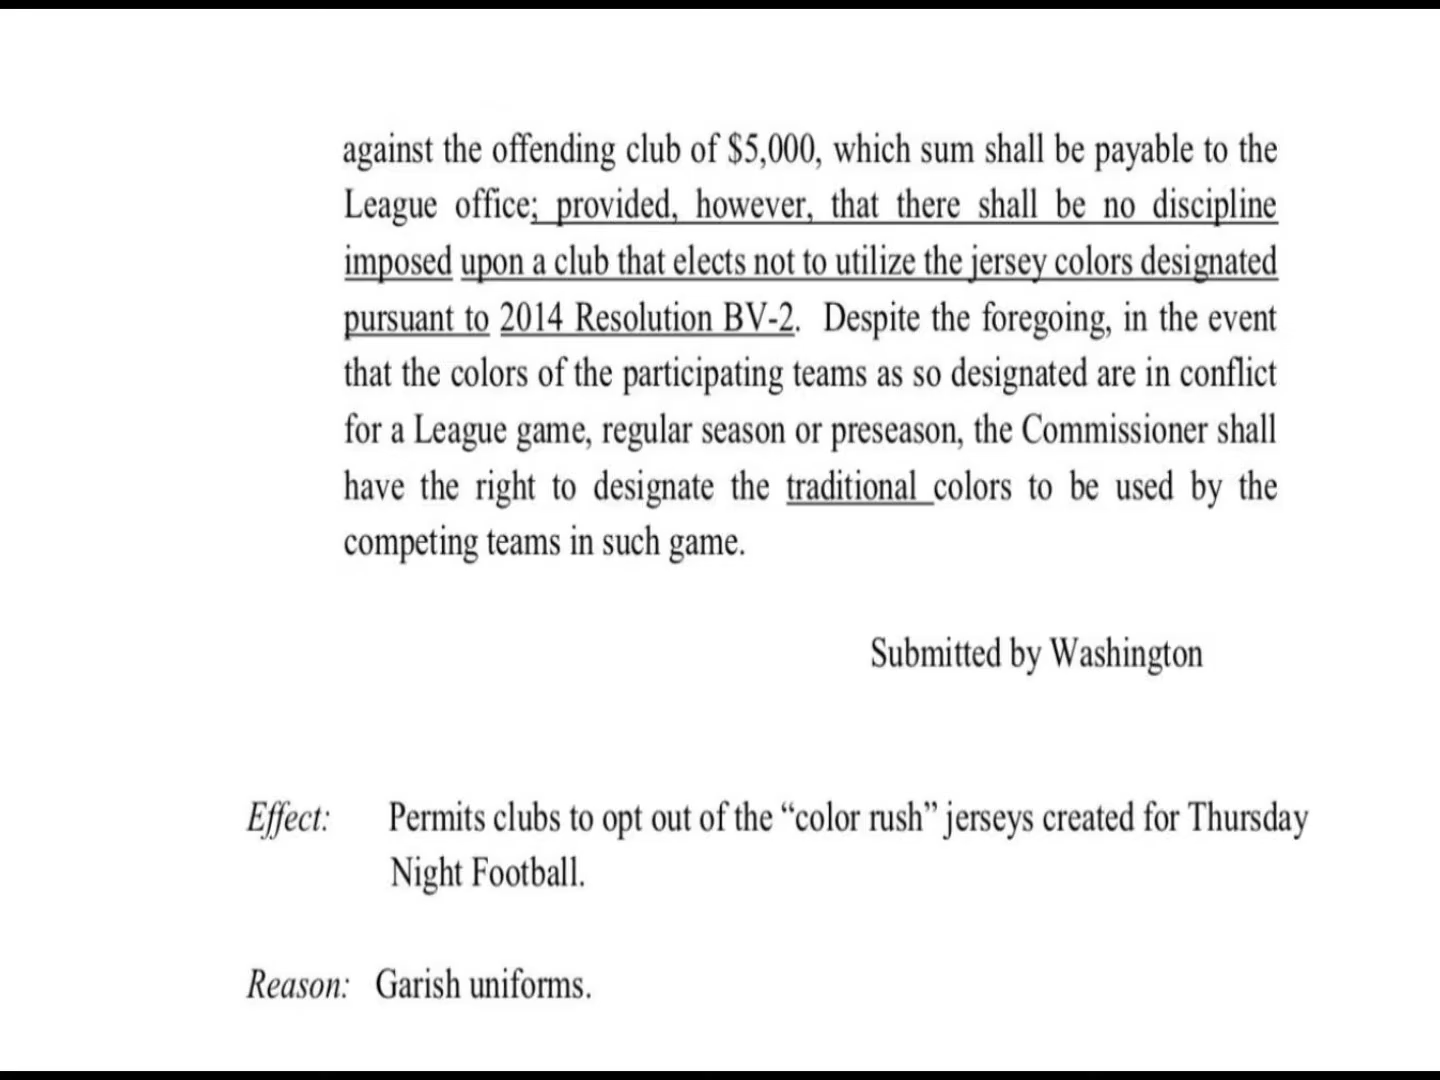 against the offending club of $5,000, which sum shall be payable to the
League office; provided, however, that there shall be no discipline
imposed upon a club that elects not to utilize the jersey colors designated
pursuant to 2014 Resolution BV-2. Despite the foregoing, in the event
that the colors of the participating teams as so designated are in conflict
for a League game, regular season or preseason, the Commissioner shall
have the right to designate the traditional colors to be used by the
competing teams in such game.
Submitted by Washington
Effect: Permits clubs to opt out of the “color rush” jerseys created for Thursday
Night Football.
Reason: Garish uniforms.